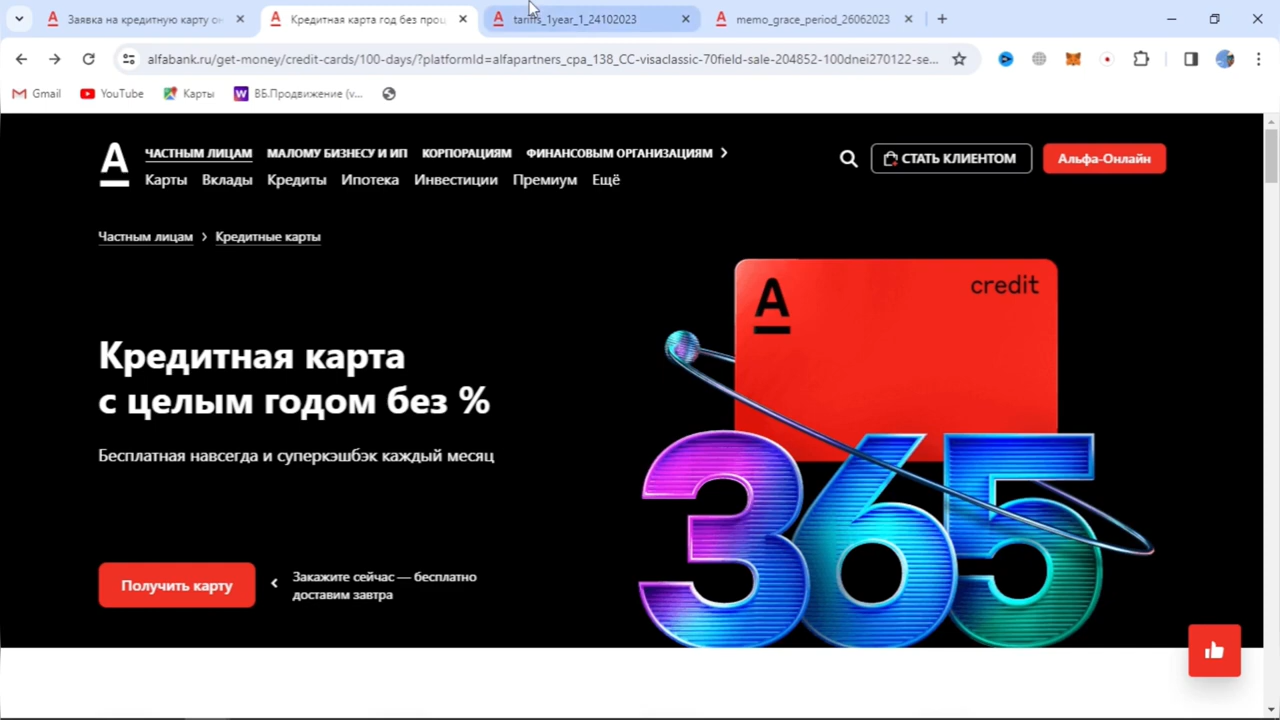 Заявка на кредитную карту он
Кредитная карта год без проц
tariffs_1year_1_24102023
memo_grace_period_26062023
alfabank.ru/get-money/credit-cards/100-days/?platformId=alfapartners_cpa_138_CC-visaclassic-70field-sale-204852-100dnei270122-se...
Gmail
YouTube
Карты
ВБ.Продвижение (v...
ЧАСТНЫМ ЛИЦАМ
МАЛОМУ БИЗНЕСУ И ИП
КОРПОРАЦИЯМ
ФИНАНСОВЫМ ОРГАНИЗАЦИЯМ
СТАТЬ КЛИЕНТОМ
Альфа-Онлайн
Карты
Вклады
Кредиты
Ипотека
Инвестиции
Премиум
Ещё
Частным лицам > Кредитные карты
credit
Кредитная карта
с целым годом без %
Бесплатная навсегда и суперкэшбэк каждый месяц
365
Получить карту
Закажите сейчас — бесплатно
доставим завтра